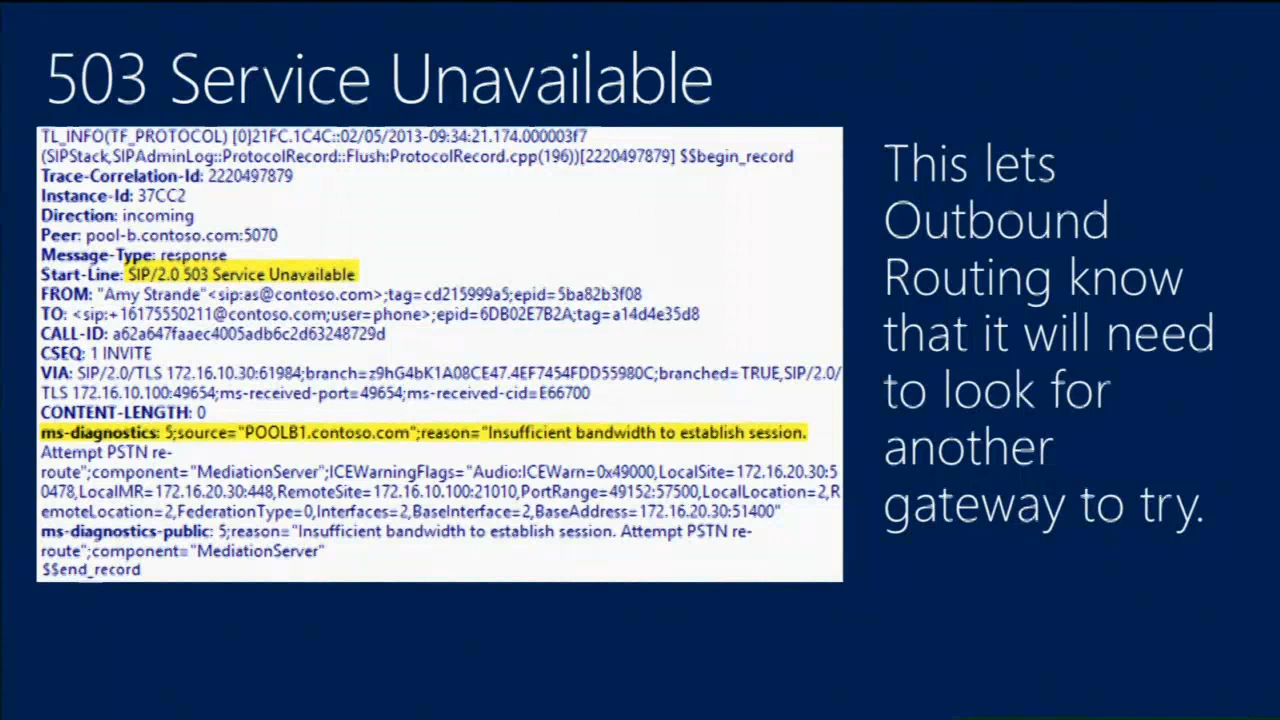 503 Service Unavailable
TL_INFO(TF_PROTOCOL) [0]21FC.1C4C::02/05/2013-09:34:21.174.000003f7
(SIPStack,SIPAdminLog::ProtocolRecord::Flush:ProtocolRecord.cpp(196))[2220497879] $$begin_record
Trace-Correlation-Id: 2220497879
Instance-Id: 37CC2
Direction: incoming
Peer: pool-b.contoso.com:5070
Message-Type: response
Start-Line: SIP/2.0 503 Service Unavailable
FROM: "Amy Strande"<sip:as@contoso.com>;tag=cd215999a5;epid=5ba82b3f08
TO: <sip:+16175550211@contoso.com;user=phone>;epid=6DB02E7B2A;tag=a14d4e35d8
CALL-ID: a62a647faaec4005adb6c2d63248729d
CSEQ: 1 INVITE
VIA: SIP/2.0/TLS 172.16.10.30:61984;branch=z9hG4bK1A08CE47.4EF7454FDD55980C;branched=TRUE,SIP/2.0/
TLS 172.16.10.100:49654;ms-received-port=49654;ms-received-cid=E66700
CONTENT-LENGTH: 0
ms-diagnostics: 5;source="POOLB1.contoso.com";reason="Insufficient bandwidth to establish session.
Attempt PSTN re-
route";component="MediationServer";ICEWarningFlags="Audio:ICEWarn=0x49000,LocalSite=172.16.20.30:5
0478,LocalMR=172.16.20.30:448,RemoteSite=172.16.10.100:21010,PortRange=49152:57500,LocalLocation=2,R
emoteLocation=2,FederationType=0,Interfaces=2,BaseInterface=2,BaseAddress=172.16.20.30:51400"
ms-diagnostics-public: 5;reason="Insufficient bandwidth to establish session. Attempt PSTN re-
route";component="MediationServer"
$$end_record
This lets
Outbound
Routing know
that it will need
to look for
another
gateway to try.